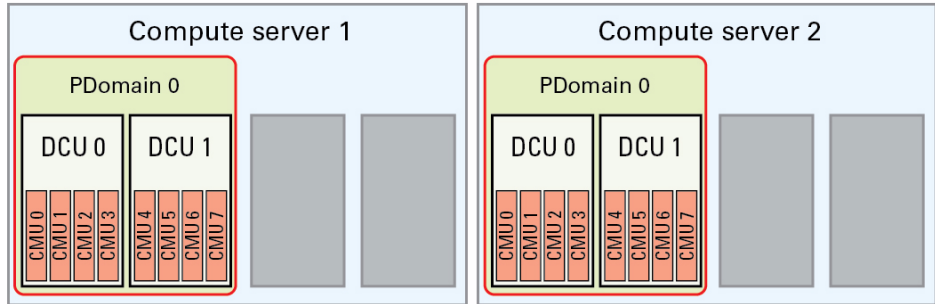 Compute server 1
PDomain 0
DCU 0
DCU 1
CMU 0
CMU 1
CMU 2
CMU 3
CMU 4
CMU 5
CMU 6
CMU 7
Compute server 2
PDomain 0
DCU 0
DCU 1
CMU 0
CMU 1
CMU 2
CMU 3
CMU 4
CMU 5
CMU 6
CMU 7